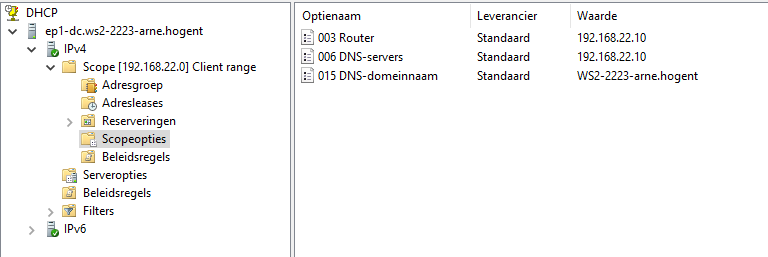 DHCP
ep1-dc.ws2-2223-arne.hogent
IPv4
Scope [192.168.22.0] Client range
Adresgroep
Adresleases
Reserveringen
Scopeopties
Beleidsregels
Serveropties
Beleidsregels
Filters
IPv6
Optienaam Leverancier Waarde
003 Router Standaard 192.168.22.10
006 DNS-servers Standaard 192.168.22.10
015 DNS-domeinnaam Standaard WS2-2223-arne.hogent